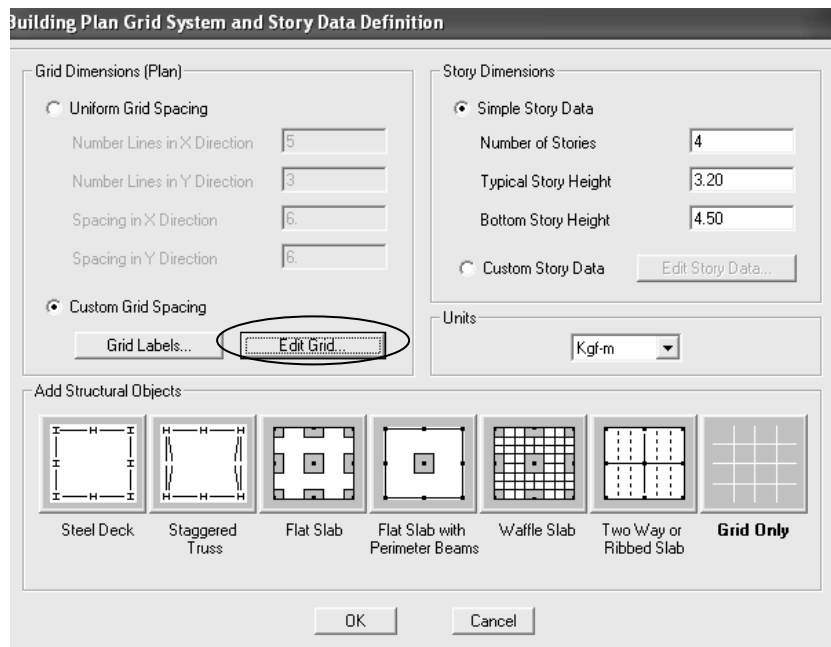 Building Plan Grid System and Story Data Definition
Grid Dimensions (Plan)
Uniform Grid Spacing
Number Lines in X Direction 5
Number Lines in Y Direction 3
Spacing in X Direction 6.
Spacing in Y Direction 6.
Custom Grid Spacing
Grid Labels... Edit Grid...
Story Dimensions
Simple Story Data
Number of Stories 4
Typical Story Height 3.20
Bottom Story Height 4.50
Custom Story Data Edit Story Data...
Units
Kgf-m
Add Structural Objects
Steel Deck
Staggered
Truss
Flat Slab
Flat Slab with
Perimeter Beams
Waffle Slab
Two Way or
Ribbed Slab
Grid Only
OK Cancel